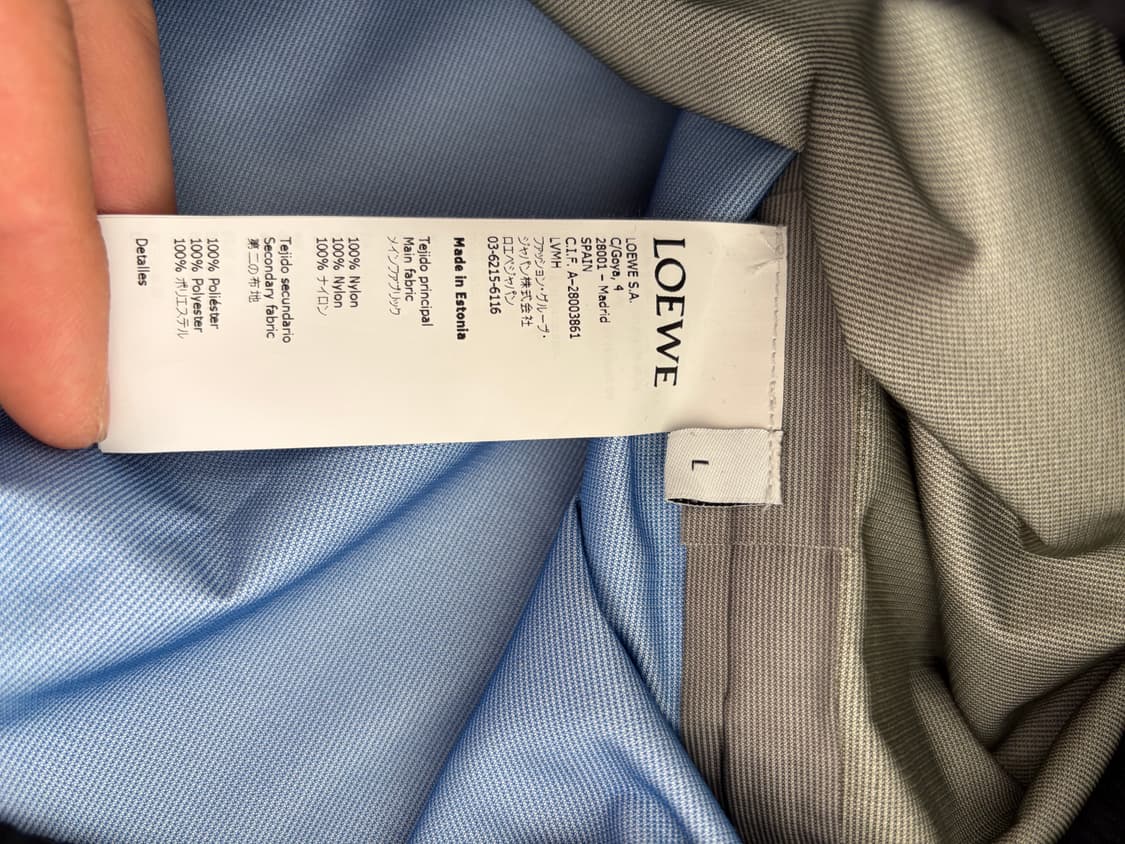 LOEWE
LOEWE S.A.
C/Goya, 4
28001 - Madrid
SPAIN
C.I.F. A-28003861
LVMH
ファッション・グループ・
ジャパン株式会社
ロエベジャパン
03-6215-6116
Made in Estonia
Tejido principal
Main fabric
メインファブリック
100% Nylon
100% Nylon
100% ナイロン
Tejido secundario
Secondary fabric
第二の布地
100% Poliéster
100% Polyester
100% ポリエステル
Detalles
L